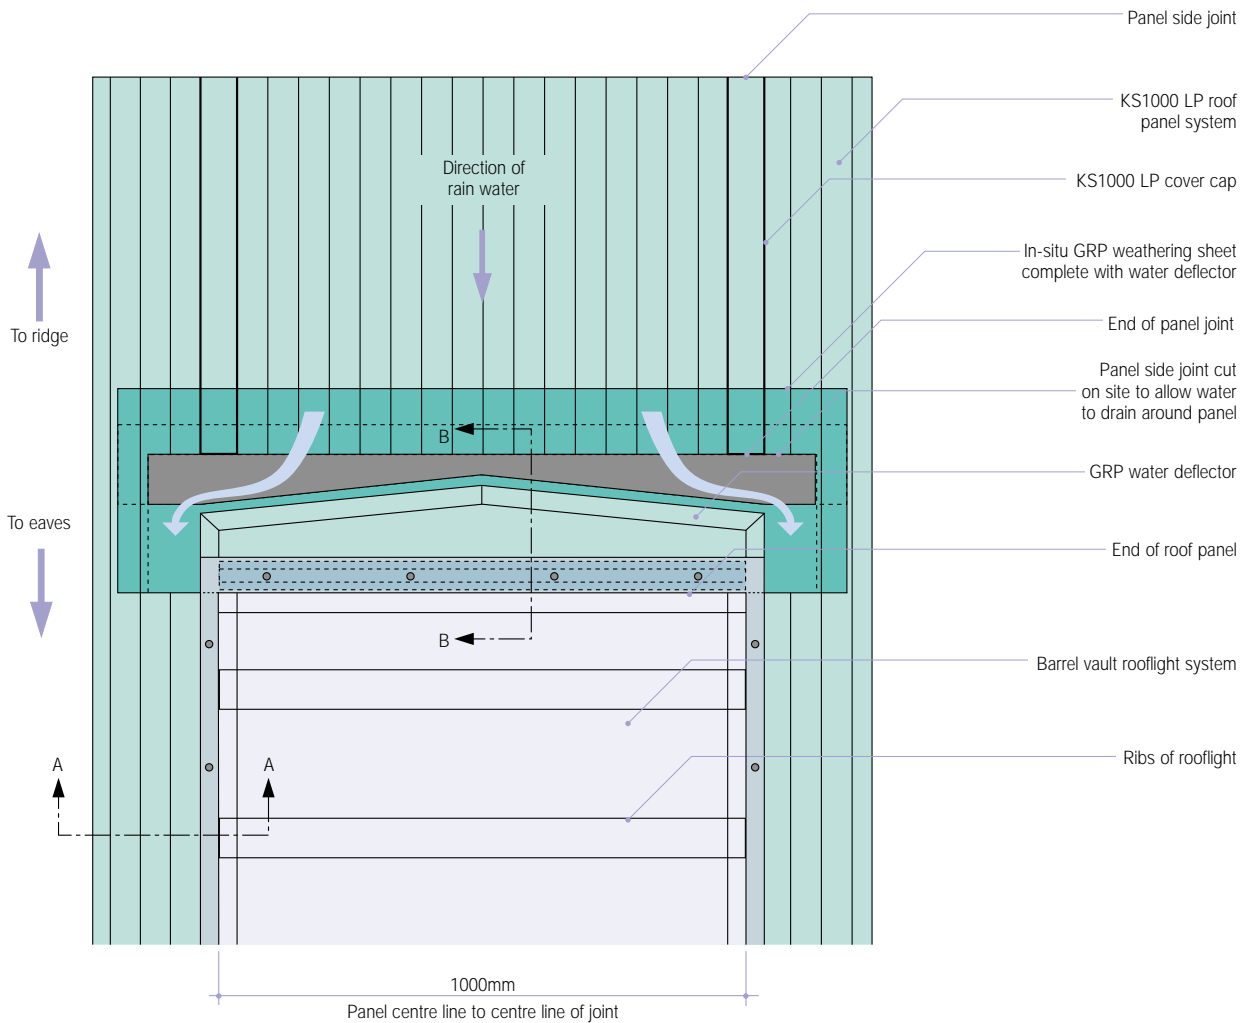 Panel side joint
KS1000 LP roof
panel system
Direction of
rain water
KS1000 LP cover cap
In-situ GRP weathering sheet
complete with water deflector
To ridge
End of panel joint
Panel side joint cut
on site to allow water
to drain around panel
B
GRP water deflector
To eaves
End of roof panel
B
Barrel vault rooflight system
Ribs of rooflight
A
A
1000mm
Panel centre line to centre line of joint